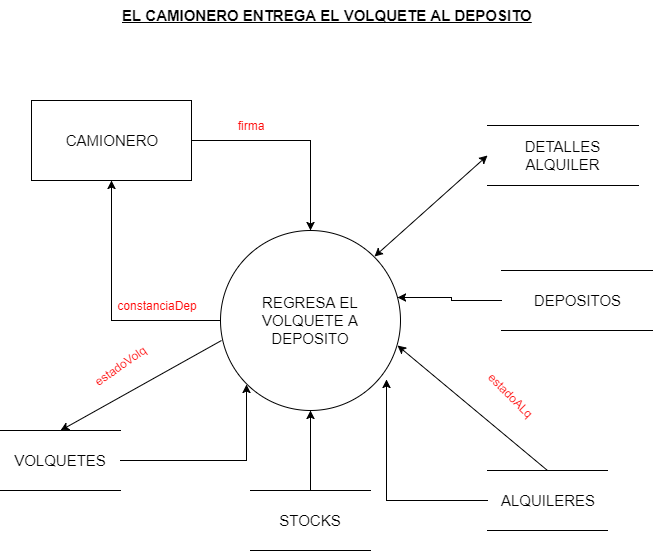 EL CAMIONERO ENTREGA EL VOLQUETE AL DEPOSITO
CAMIONERO
firma
DETALLES
ALQUILER
constanciaDep
REGRESA EL
VOLQUETE A
DEPOSITO
DEPOSITOS
estadoVolq
estadoALq
VOLQUETES
STOCKS
ALQUILERES